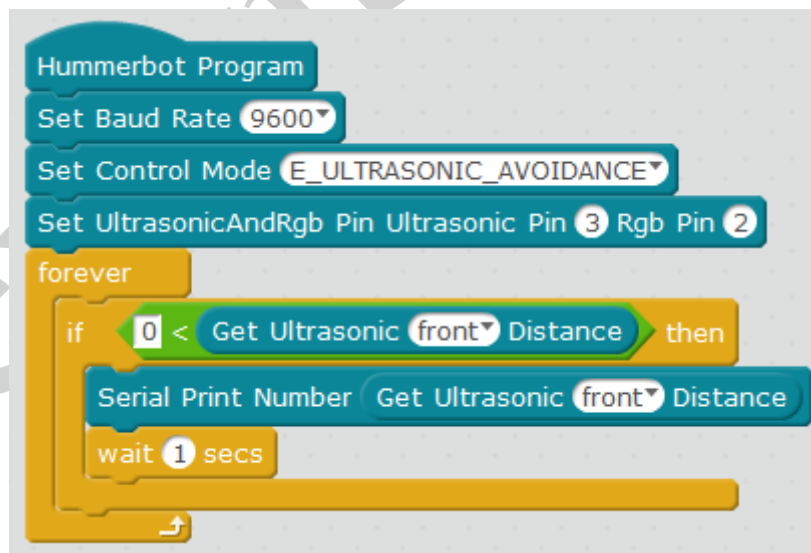 Hummerbot Program
Set Baud Rate 9600
Set Control Mode E_ULTRASONIC_AVOIDANCE
Set UltrasonicAndRgb Pin Ultrasonic Pin 3 Rgb Pin 2
forever
if 0 < Get Ultrasonic front Distance then
Serial Print Number Get Ultrasonic front Distance
wait 1 secs